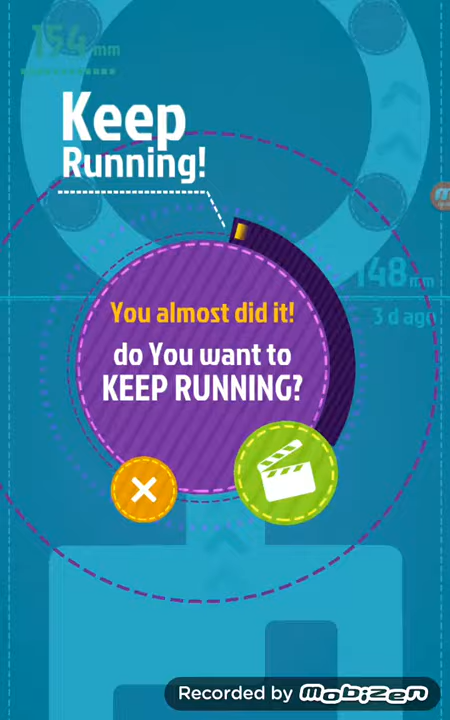 154mm
Keep
Running!
148mm
3 d ago
You almost did it!
do You want to
KEEP RUNNING?
Recorded by mobizen